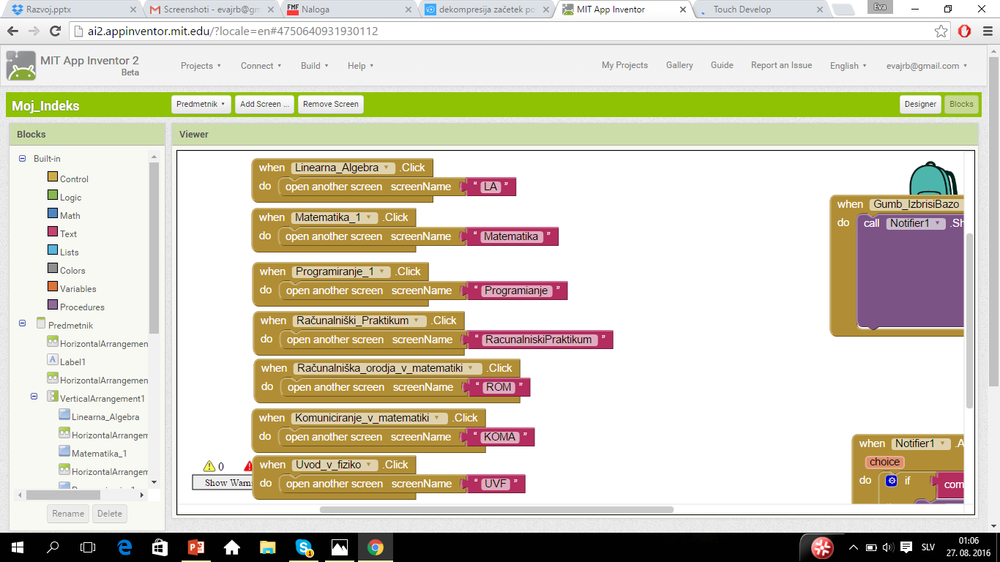 Razvoj.pptx
Screenshoti - evajrb@gm
FMF Naloga
dekompresija začetek po
MIT App Inventor
Touch Develop
Eva
ai2.appinventor.mit.edu/?locale=en#4750640931930112
MIT App Inventor 2
Beta
Projects
Connect
Build
Help
My Projects
Gallery
Guide
Report an Issue
English
evajrb@gmail.com
Moj_Indeks
Predmetnik
Add Screen ...
Remove Screen
Designer
Blocks
Blocks
Built-in
Control
Logic
Math
Text
Lists
Colors
Variables
Procedures
Predmetnik
HorizontalArrangemen
Label1
HorizontalArrangemen
VerticalArrangement1
Linearna_Algebra
HorizontalArrangem
Matematika_1
HorizontalArrangem
Rename
Delete
Viewer
when Linearna_Algebra .Click
do open another screen screenName " LA "
when Matematika_1 .Click
do open another screen screenName " Matematika "
when Programiranje_1 .Click
do open another screen screenName " Programianje "
when Računalniški_Praktikum .Click
do open another screen screenName " RacunalniskiPraktikum "
when Računalniška_orodja_v_matematiki .Click
do open another screen screenName " ROM "
when Komuniciranje_v_matematiki .Click
do open another screen screenName " KOMA "
when Uvod_v_fiziko .Click
do open another screen screenName " UVF "
0
Show Warni
when Gumb_IzbrisiBazo
do call Notifier1 .Sh
when Notifier1 .A
choice
do if com
SLV
01:06
27. 08. 2016